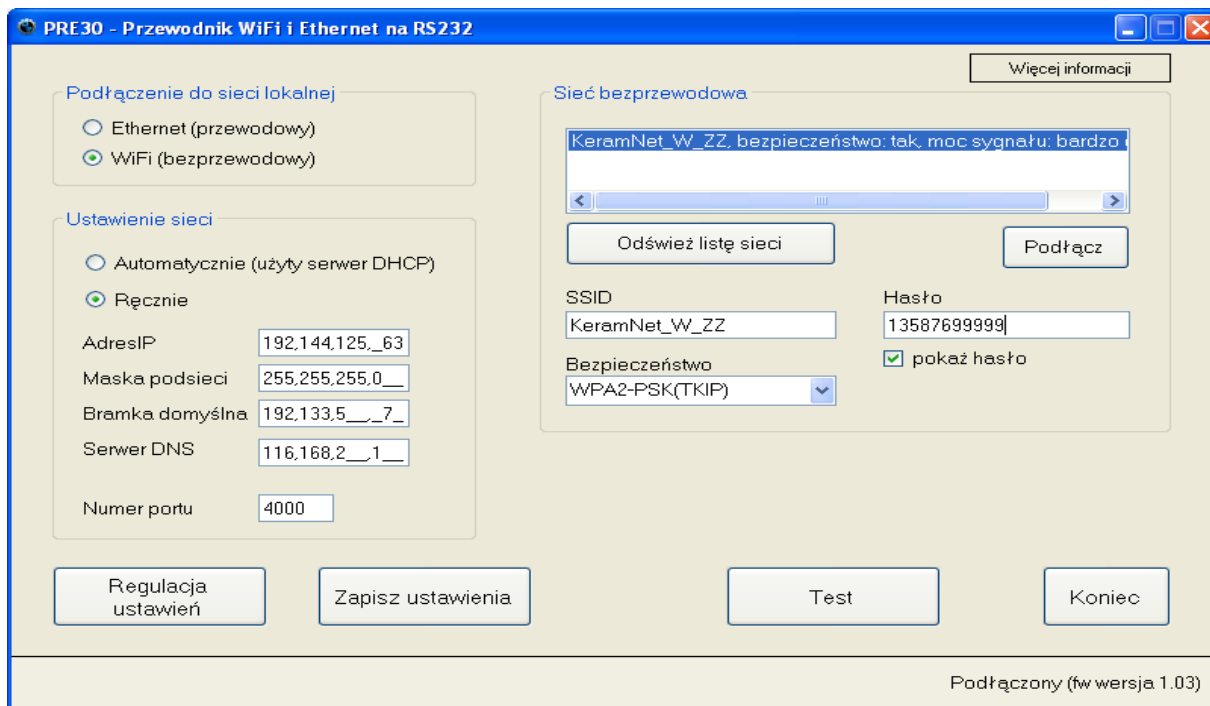 PRE30 - Przewodnik WiFi i Ethernet na RS232
Więcej informacji
Podłączenie do sieci lokalnej
Ethernet (przewodowy)
WiFi (bezprzewodowy)
Ustawienie sieci
Automatycznie (użyty serwer DHCP)
Ręcznie
AdresIP 192,144,125,_63
Maska podsieci 255,255,255,0__
Bramka domyślna 192,133,5__,_7_
Serwer DNS 116,168,2__,1__
Numer portu 4000
Sieć bezprzewodowa
KeramNet_W_ZZ, bezpieczeństwo: tak, moc sygnału: bardzo
Odśwież listę sieci
Podłącz
SSID
Hasło
KeramNet_W_ZZ
13587699999
Bezpieczeństwo
pokaż hasło
WPA2-PSK(TKIP)
Regulacja
ustawień
Zapisz ustawienia
Test
Koniec
Podłączony (fw wersja 1.03)